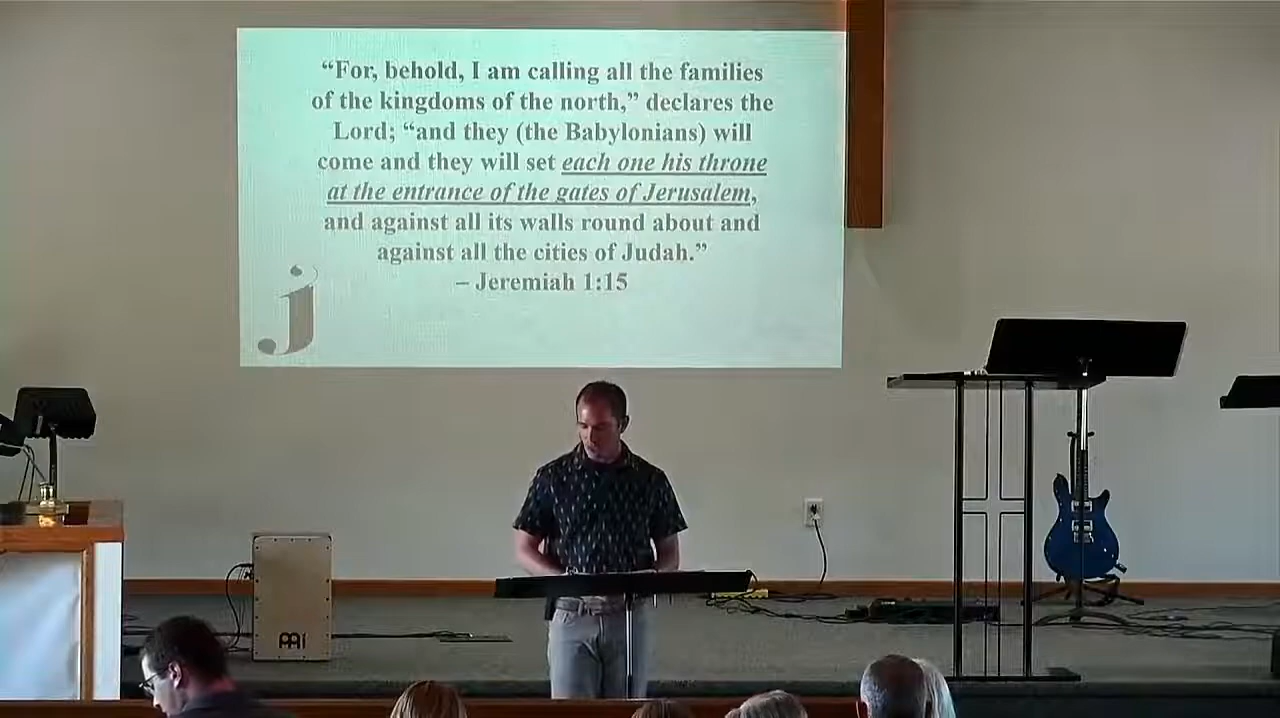 “For, behold, I am calling all the families
of the kingdoms of the north,” declares the
Lord; “and they (the Babylonians) will
come and they will set each one his throne
at the entrance of the gates of Jerusalem,
and against all its walls round about and
against all the cities of Judah.”
– Jeremiah 1:15
j